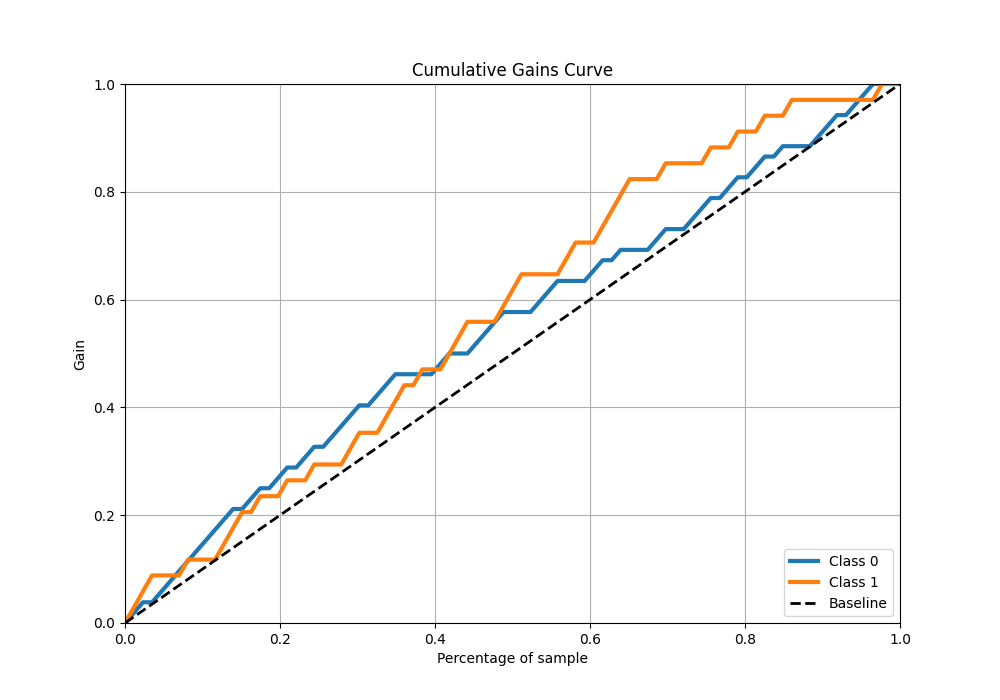 Cumulative Gains Curve
1.0
0.8
0.6
0.4
0.2
0.0
Gain
0.0 0.2 0.4 0.6 0.8 1.0
Percentage of sample
Class 0
Class 1
Baseline